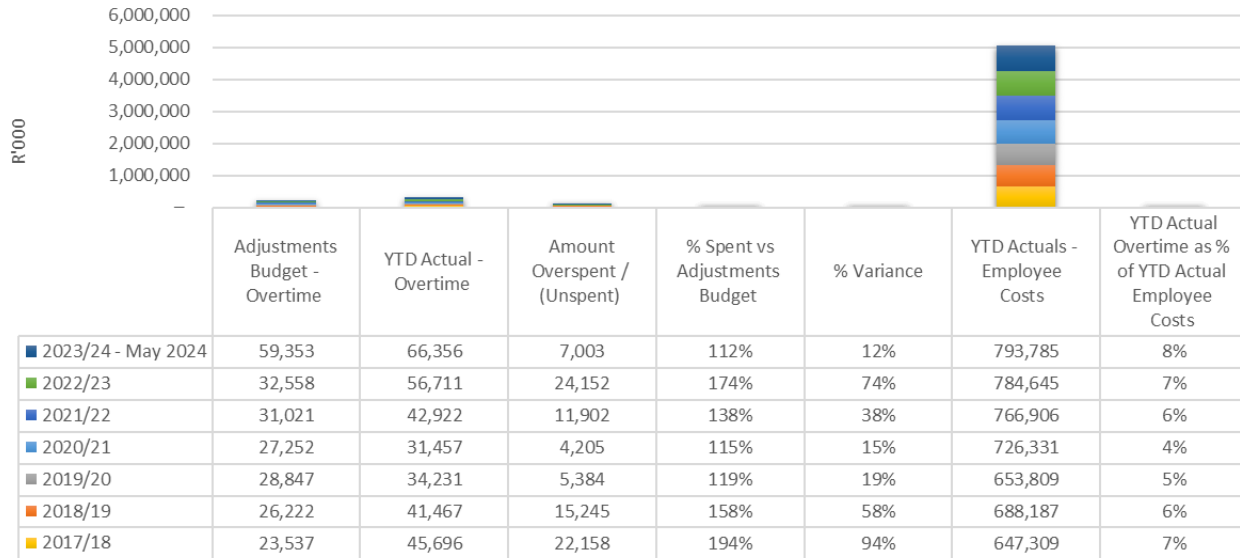 6,000,000
5,000,000
4,000,000
3,000,000
2,000,000
1,000,000
–
R'000
Adjustments Budget - Overtime
YTD Actual - Overtime
Amount Overspent / (Unspent)
% Spent vs Adjustments Budget
% Variance
YTD Actuals - Employee Costs
YTD Actual Overtime as % of YTD Actual Employee Costs
2023/24 - May 2024 59,353 66,356 7,003 112% 12% 793,785 8%
2022/23 32,558 56,711 24,152 174% 74% 784,645 7%
2021/22 31,021 42,922 11,902 138% 38% 766,906 6%
2020/21 27,252 31,457 4,205 115% 15% 726,331 4%
2019/20 28,847 34,231 5,384 119% 19% 653,809 5%
2018/19 26,222 41,467 15,245 158% 58% 688,187 6%
2017/18 23,537 45,696 22,158 194% 94% 647,309 7%